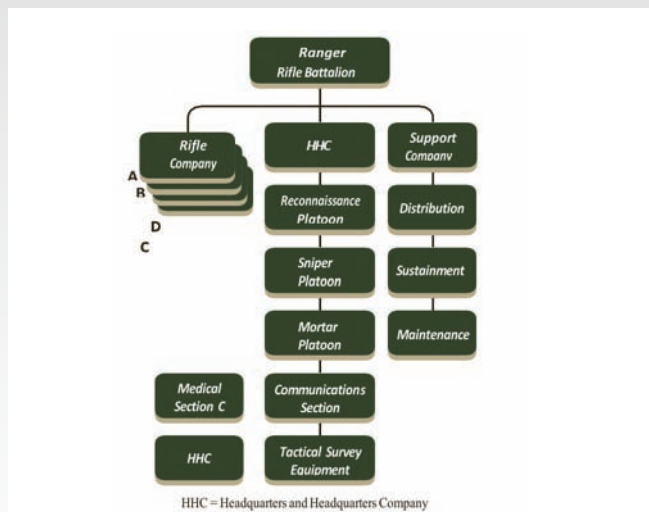 Ranger
Rifle Battalion
Rifle
Company
HHC
Support
Company
A
B
D
C
Reconnaissance
Platoon
Distribution
Sniper
Platoon
Sustainment
Mortar
Platoon
Maintenance
Medical
Section C
Communications
Section
HHC
Tactical Survey
Equipment
HHC = Headquarters and Headquarters Company